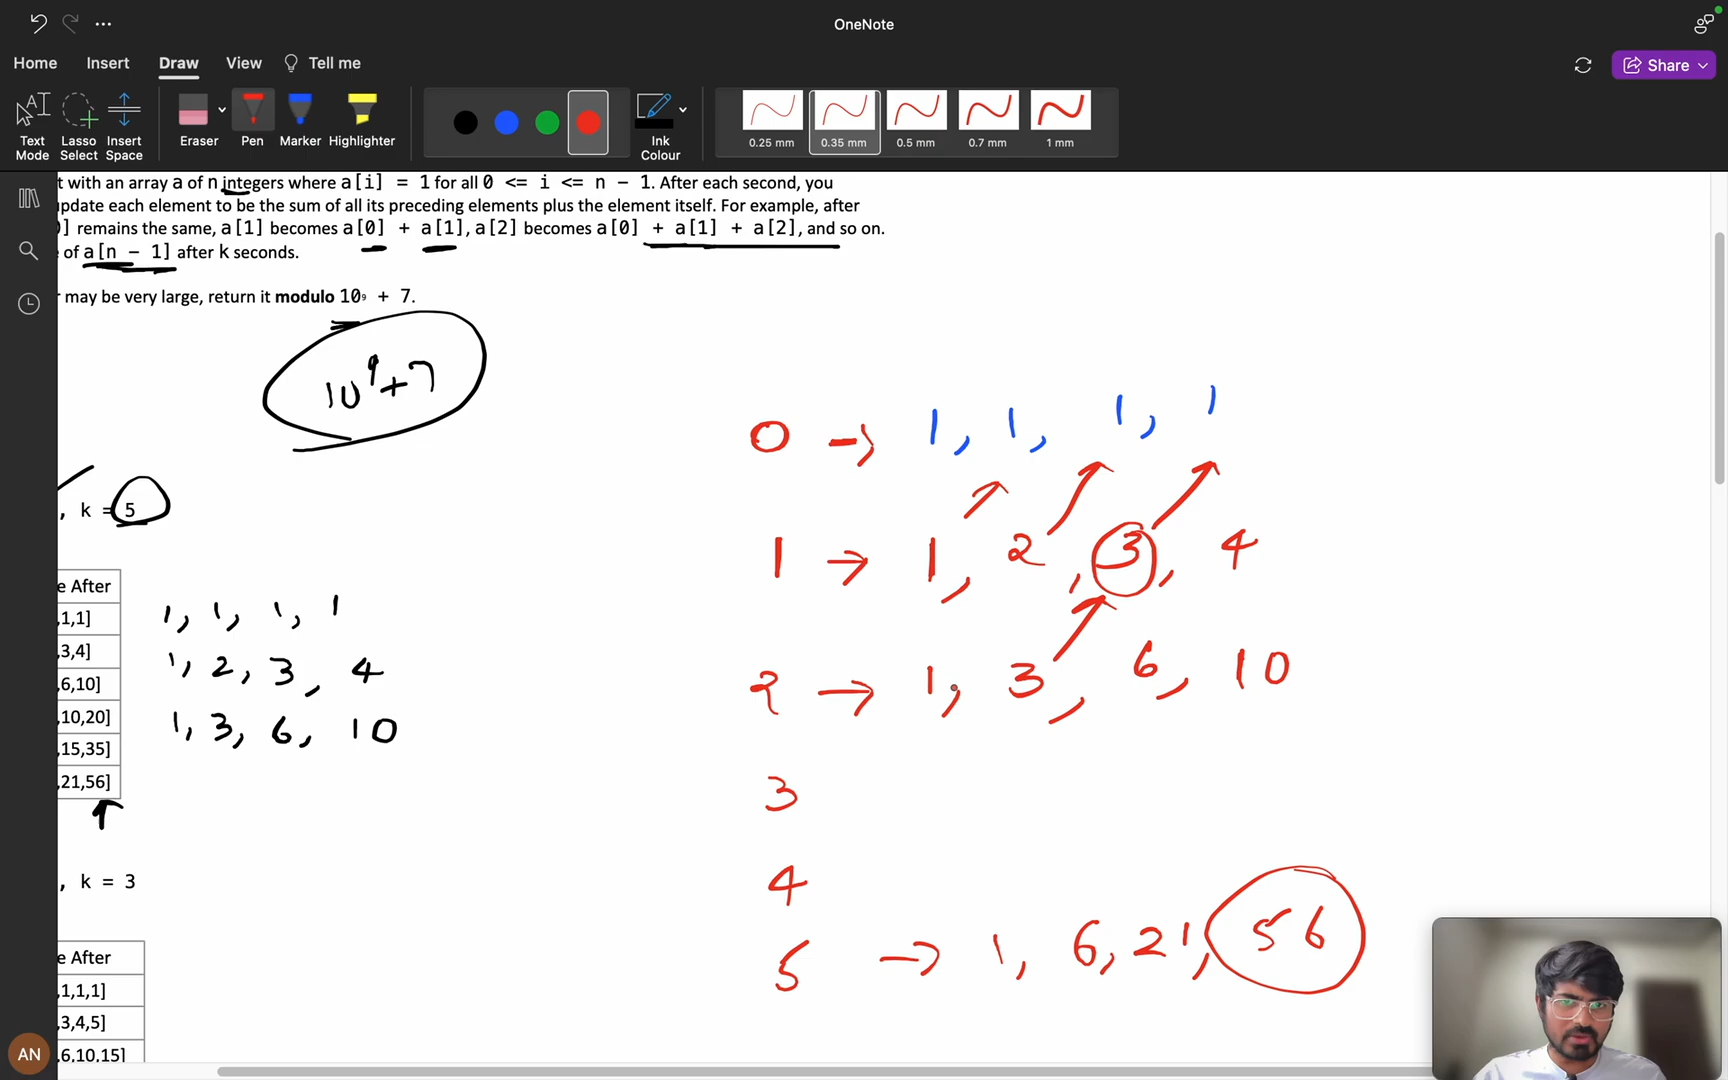 OneNote
Home Insert Draw View Tell me Share
Text Mode Lasso Select Insert Space Eraser Pen Marker Highlighter Ink Colour 0.25 mm 0.35 mm 0.5 mm 0.7 mm 1 mm
t with an array a of n integers where a[i] = 1 for all 0 <= i <= n - 1. After each second, you
update each element to be the sum of all its preceding elements plus the element itself. For example, after
0] remains the same, a[1] becomes a[0] + a[1], a[2] becomes a[0] + a[1] + a[2], and so on.
e of a[n - 1] after k seconds.
r may be very large, return it modulo 10⁹ + 7.
10⁹+7
0 → 1, 1, 1, 1
, k = 5
1 → 1, 2, 3, 4
e After
,1,1] 1, 1, 1, 1
,3,4] 1, 2, 3, 4
2 → 1, 3, 6, 10
,6,10]
,10,20] 1, 3, 6, 10
,15,35]
,21,56]
3
, k = 3
4
5 → 1, 6, 21, 56
e After
,1,1,1]
,3,4,5]
,6,10,15]
AN